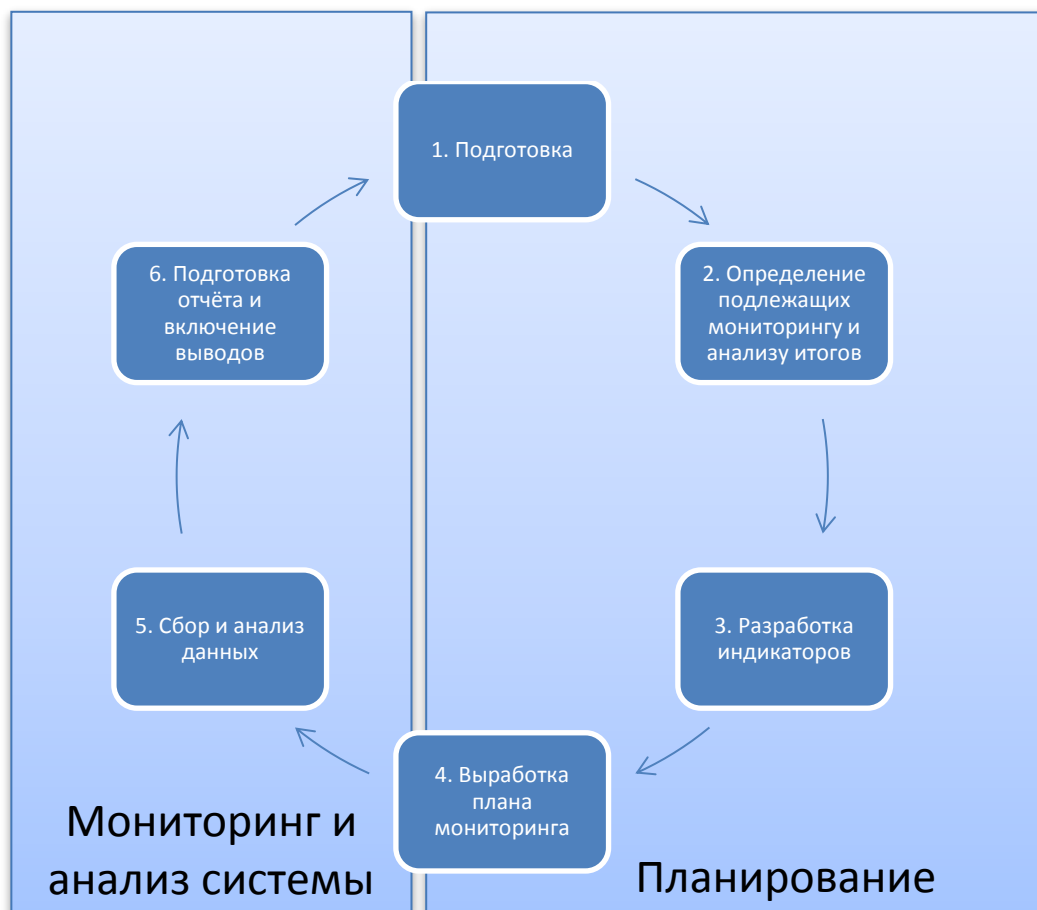 1. Подготовка
2. Определение
подлежащих
мониторингу и
анализу итогов
3. Разработка
индикаторов
4. Выработка
плана
мониторинга
5. Сбор и анализ
данных
6. Подготовка
отчёта и
включение
выводов
Мониторинг и
анализ системы
Планирование